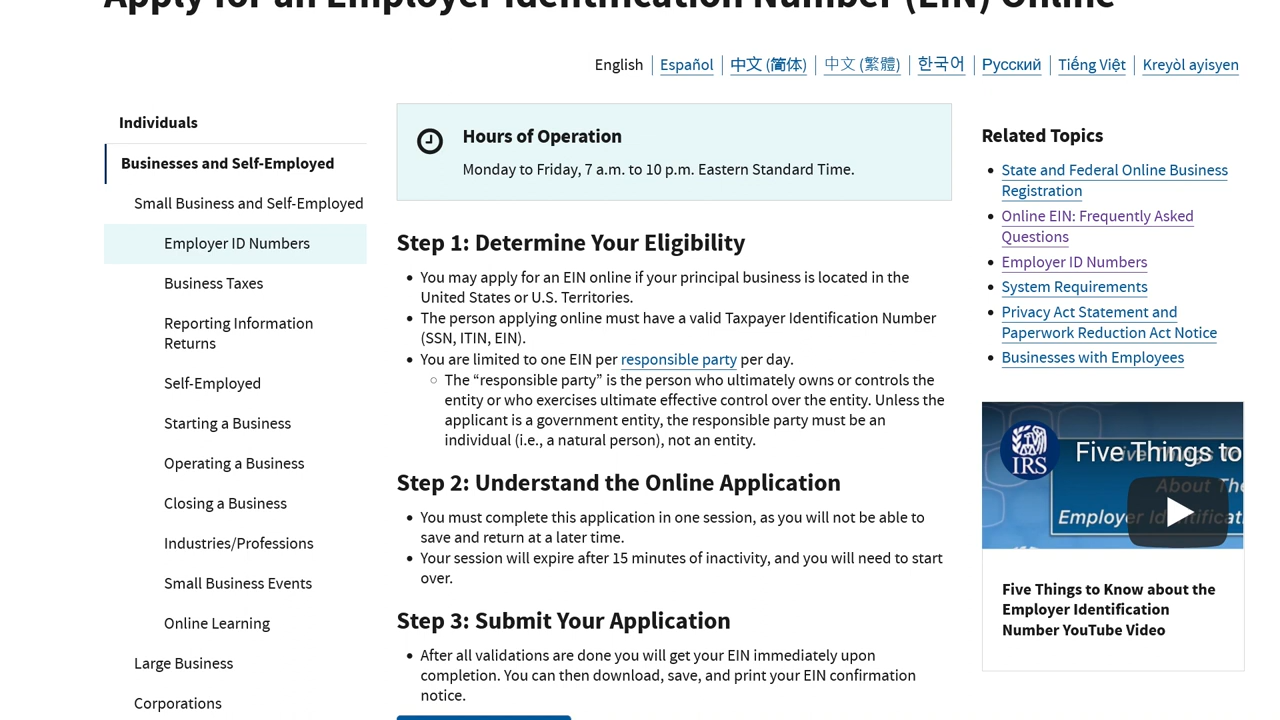 Apply for an Employer Identification Number (EIN) Online
English
Español
中文 (简体)
中文 (繁體)
한국어
Русский
Tiếng Việt
Kreyòl ayisyen
Individuals
Businesses and Self-Employed
Small Business and Self-Employed
Employer ID Numbers
Business Taxes
Reporting Information
Returns
Self-Employed
Starting a Business
Operating a Business
Closing a Business
Industries/Professions
Small Business Events
Online Learning
Large Business
Corporations
Hours of Operation
Monday to Friday, 7 a.m. to 10 p.m. Eastern Standard Time.
Step 1: Determine Your Eligibility
You may apply for an EIN online if your principal business is located in the
United States or U.S. Territories.
The person applying online must have a valid Taxpayer Identification Number
(SSN, ITIN, EIN).
You are limited to one EIN per responsible party per day.
The “responsible party” is the person who ultimately owns or controls the
entity or who exercises ultimate effective control over the entity. Unless the
applicant is a government entity, the responsible party must be an
individual (i.e., a natural person), not an entity.
Step 2: Understand the Online Application
You must complete this application in one session, as you will not be able to
save and return at a later time.
Your session will expire after 15 minutes of inactivity, and you will need to start
over.
Step 3: Submit Your Application
After all validations are done you will get your EIN immediately upon
completion. You can then download, save, and print your EIN confirmation
notice.
Related Topics
State and Federal Online Business
Registration
Online EIN: Frequently Asked
Questions
Employer ID Numbers
System Requirements
Privacy Act Statement and
Paperwork Reduction Act Notice
Businesses with Employees
IRS
Five Things to
About The
Employer Identificat
Five Things to Know about the
Employer Identification
Number YouTube Video